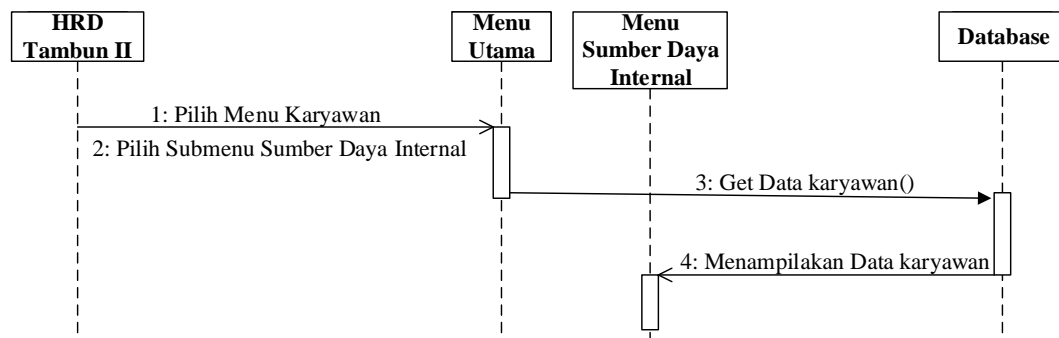 HRD
Tambun II
Menu
Utama
Menu
Sumber Daya
Internal
Database
1: Pilih Menu Karyawan
2: Pilih Submenu Sumber Daya Internal
3: Get Data karyawan()
4: Menampilakan Data karyawan